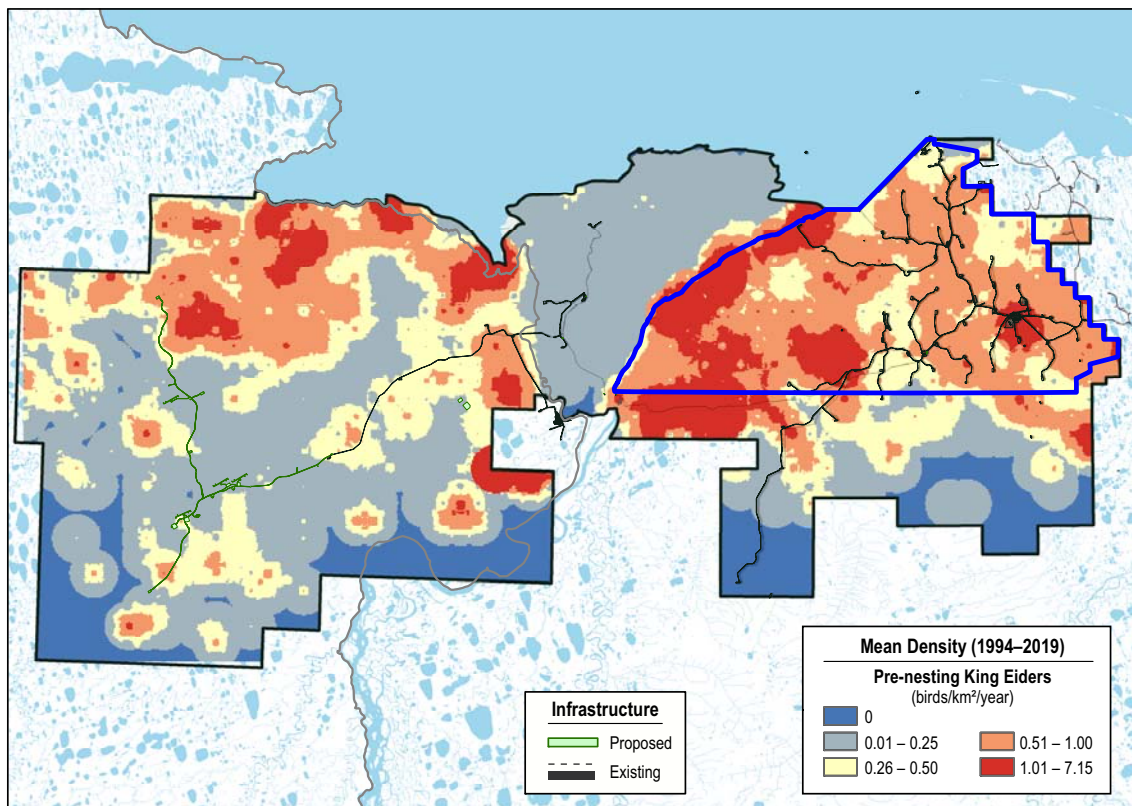 Infrastructure
Proposed
Existing
Mean Density (1994–2019)
Pre-nesting King Eiders
(birds/km²/year)
0
0.01 – 0.25
0.26 – 0.50
0.51 – 1.00
1.01 – 7.15